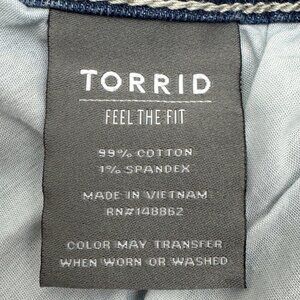 TORRID
FEEL THE FIT
99% COTTON
1% SPANDEX
MADE IN VIETNAM
RN#148862
COLOR MAY TRANSFER
WHEN WORN OR WASHED